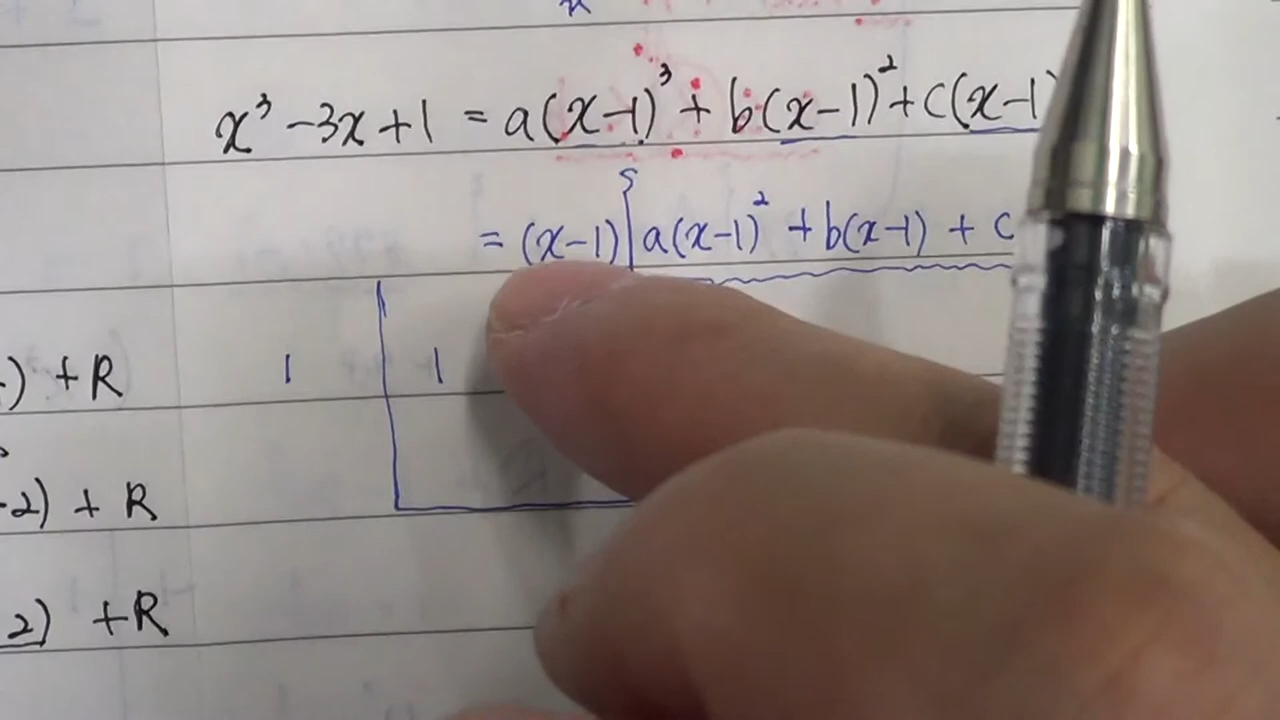 x³ -3x+1 = a(x-1)³ + b(x-1)² + c(x-1)
= (x-1) a(x-1)² + b(x-1) + c
1 1
) + R
-2) + R
2) + R